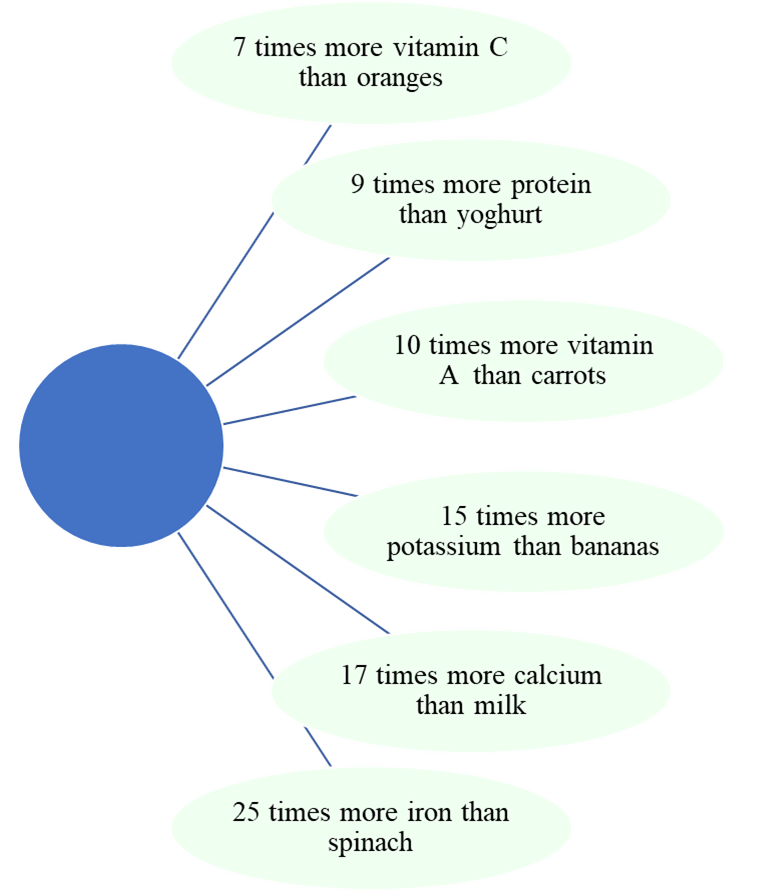 7 times more vitamin C
than oranges
9 times more protein
than yoghurt
10 times more vitamin
A than carrots
15 times more
potassium than bananas
17 times more calcium
than milk
25 times more iron than
spinach